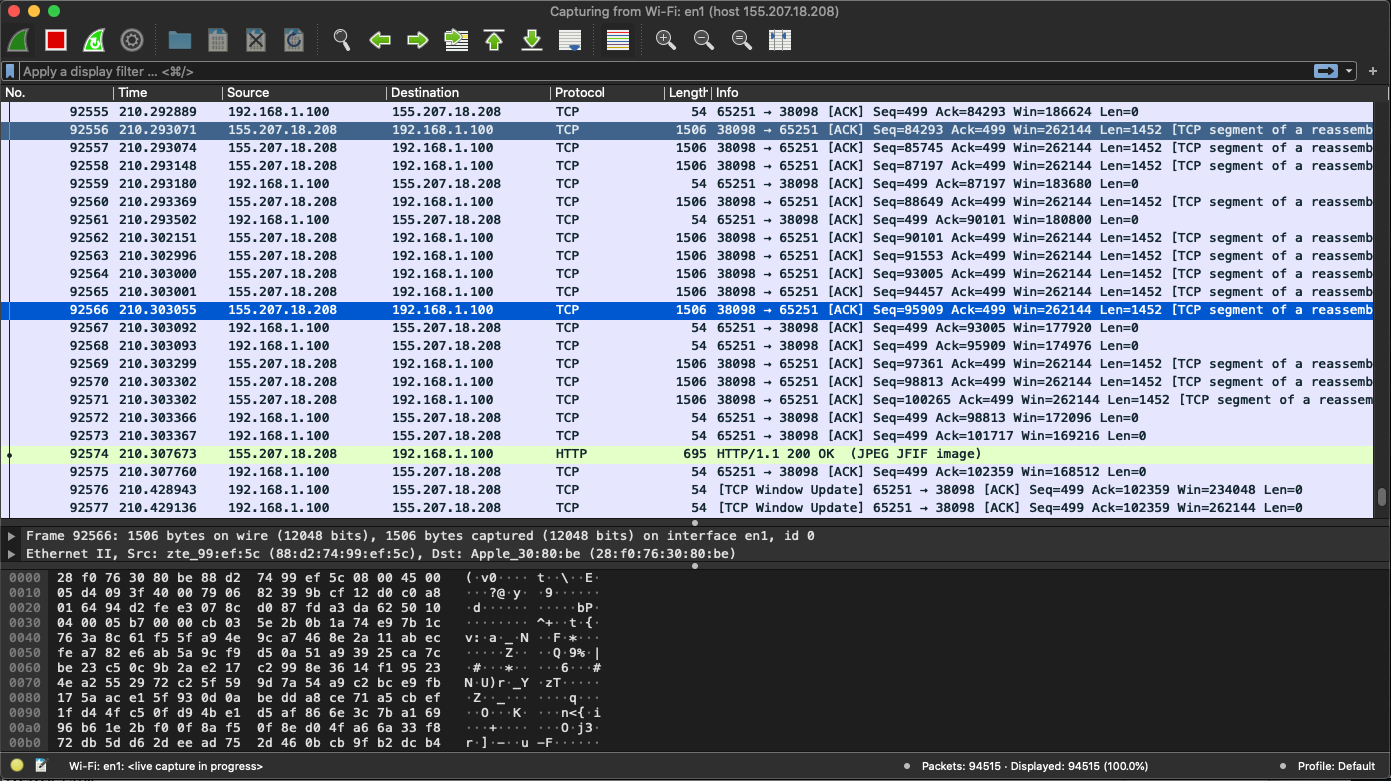 Capturing from Wi-Fi: en1 (host 155.207.18.208)
Apply a display filter ... <⌘/>
No. Time Source Destination Protocol Length Info
92555 210.292889 192.168.1.100 155.207.18.208 TCP 54 65251 → 38098 [ACK] Seq=499 Ack=84293 Win=186624 Len=0
92556 210.293071 155.207.18.208 192.168.1.100 TCP 1506 38098 → 65251 [ACK] Seq=84293 Ack=499 Win=262144 Len=1452 [TCP segment of a reassemb
92557 210.293074 155.207.18.208 192.168.1.100 TCP 1506 38098 → 65251 [ACK] Seq=85745 Ack=499 Win=262144 Len=1452 [TCP segment of a reassemb
92558 210.293148 155.207.18.208 192.168.1.100 TCP 1506 38098 → 65251 [ACK] Seq=87197 Ack=499 Win=262144 Len=1452 [TCP segment of a reassemb
92559 210.293180 192.168.1.100 155.207.18.208 TCP 54 65251 → 38098 [ACK] Seq=499 Ack=87197 Win=183680 Len=0
92560 210.293369 155.207.18.208 192.168.1.100 TCP 1506 38098 → 65251 [ACK] Seq=88649 Ack=499 Win=262144 Len=1452 [TCP segment of a reassemb
92561 210.293502 192.168.1.100 155.207.18.208 TCP 54 65251 → 38098 [ACK] Seq=499 Ack=90101 Win=180800 Len=0
92562 210.302151 155.207.18.208 192.168.1.100 TCP 1506 38098 → 65251 [ACK] Seq=90101 Ack=499 Win=262144 Len=1452 [TCP segment of a reassemb
92563 210.302996 155.207.18.208 192.168.1.100 TCP 1506 38098 → 65251 [ACK] Seq=91553 Ack=499 Win=262144 Len=1452 [TCP segment of a reassemb
92564 210.303000 155.207.18.208 192.168.1.100 TCP 1506 38098 → 65251 [ACK] Seq=93005 Ack=499 Win=262144 Len=1452 [TCP segment of a reassemb
92565 210.303001 155.207.18.208 192.168.1.100 TCP 1506 38098 → 65251 [ACK] Seq=94457 Ack=499 Win=262144 Len=1452 [TCP segment of a reassemb
92566 210.303055 155.207.18.208 192.168.1.100 TCP 1506 38098 → 65251 [ACK] Seq=95909 Ack=499 Win=262144 Len=1452 [TCP segment of a reassemb
92567 210.303092 192.168.1.100 155.207.18.208 TCP 54 65251 → 38098 [ACK] Seq=499 Ack=93005 Win=177920 Len=0
92568 210.303093 192.168.1.100 155.207.18.208 TCP 54 65251 → 38098 [ACK] Seq=499 Ack=95909 Win=174976 Len=0
92569 210.303299 155.207.18.208 192.168.1.100 TCP 1506 38098 → 65251 [ACK] Seq=97361 Ack=499 Win=262144 Len=1452 [TCP segment of a reassemb
92570 210.303302 155.207.18.208 192.168.1.100 TCP 1506 38098 → 65251 [ACK] Seq=98813 Ack=499 Win=262144 Len=1452 [TCP segment of a reassemb
92571 210.303302 155.207.18.208 192.168.1.100 TCP 1506 38098 → 65251 [ACK] Seq=100265 Ack=499 Win=262144 Len=1452 [TCP segment of a reassem
92572 210.303366 192.168.1.100 155.207.18.208 TCP 54 65251 → 38098 [ACK] Seq=499 Ack=98813 Win=172096 Len=0
92573 210.303367 192.168.1.100 155.207.18.208 TCP 54 65251 → 38098 [ACK] Seq=499 Ack=101717 Win=169216 Len=0
92574 210.307673 155.207.18.208 192.168.1.100 HTTP 695 HTTP/1.1 200 OK (JPEG JFIF image)
92575 210.307760 192.168.1.100 155.207.18.208 TCP 54 65251 → 38098 [ACK] Seq=499 Ack=102359 Win=168512 Len=0
92576 210.428943 192.168.1.100 155.207.18.208 TCP 54 [TCP Window Update] 65251 → 38098 [ACK] Seq=499 Ack=102359 Win=234048 Len=0
92577 210.429136 192.168.1.100 155.207.18.208 TCP 54 [TCP Window Update] 65251 → 38098 [ACK] Seq=499 Ack=102359 Win=262144 Len=0
Frame 92566: 1506 bytes on wire (12048 bits), 1506 bytes captured (12048 bits) on interface en1, id 0
Ethernet II, Src: zte_99:ef:5c (88:d2:74:99:ef:5c), Dst: Apple_30:80:be (28:f0:76:30:80:be)
0000 28 f0 76 30 80 be 88 d2 74 99 ef 5c 08 00 45 00 (·v0···· t··\··E·
0010 05 d4 09 3f 40 00 79 06 82 39 9b cf 12 d0 c0 a8 ···?@·y· ·9······
0020 01 64 94 d2 fe e3 07 8c d0 87 fd a3 da 62 50 10 ·d······ ·····bP·
0030 04 00 05 b7 00 00 cb 03 5e 2b 0b 1a 74 e9 7b 1c ········ ^+··t·{·
0040 76 3a 8c 61 f5 5f a9 4e 9c a7 46 8e 2a 11 ab ec v:·a·_·N ··F·*···
0050 fe a7 82 e6 ab 5a 9c f9 d5 0a 51 a9 39 25 ca 7c ·····Z·· ··Q·9%·|
0060 be 23 c5 0c 9b 2a e2 17 c2 99 8e 36 14 f1 95 23 ·#···*·· ···6···#
0070 4e a2 55 29 72 c2 5f 59 9d 7a 54 a9 c2 bc e9 fb N·U)r·_Y ·zT·····
0080 17 5a ac e1 5f 93 0d 0a be dd a8 ce 71 a5 cb ef ·Z··_··· ····q···
0090 1f d4 4f c5 0f d9 4b e1 d5 af 86 6e 3c 7b a1 69 ··O···K· ···n<{·i
00a0 96 b6 1e 2b f0 0f 8a f5 0f 8e d0 4f a6 6a 33 f8 ···+···· ···O·j3·
00b0 72 db 5d d6 2d ee ad 75 2d 46 0b cb 9f b2 dc b4 r·]·-··u -F······
Wi-Fi: en1: <live capture in progress> Packets: 94515 · Displayed: 94515 (100.0%) Profile: Default